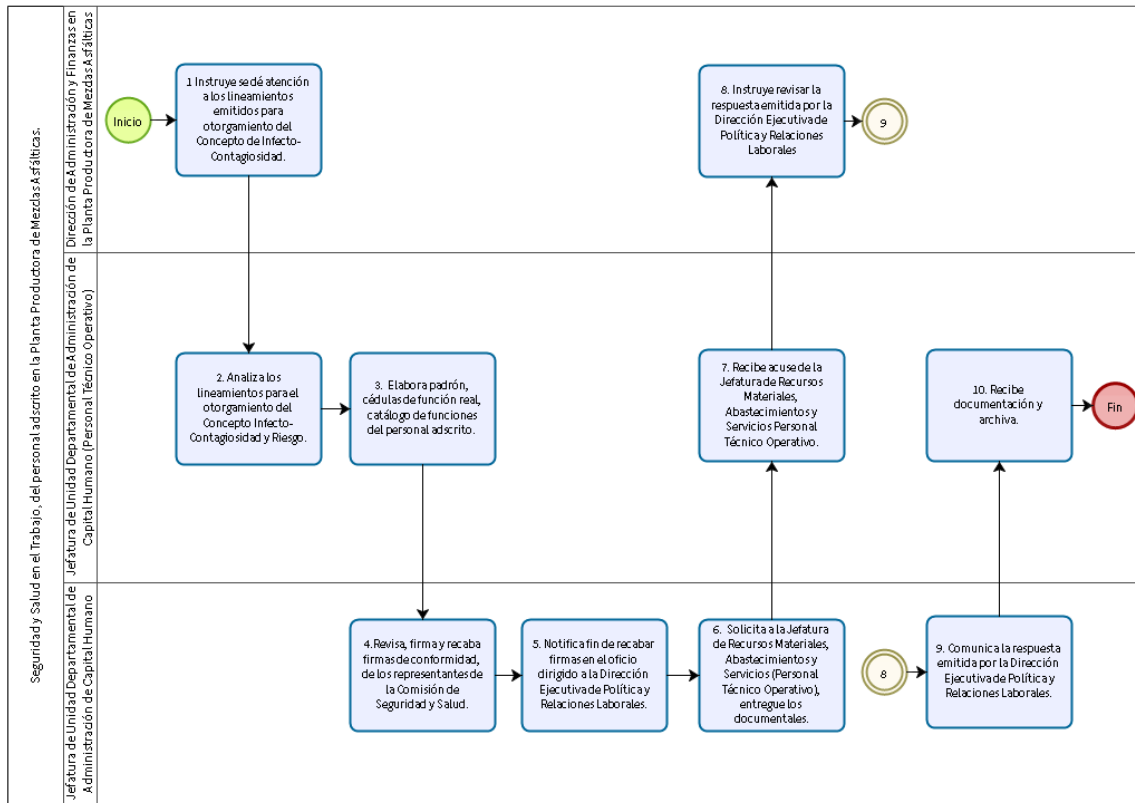 Seguridad y Salud en el Trabajo, del personal adscrito en la Planta Productora de Mezclas Asfálticas.
Dirección de Administración y Finanzas en
la Planta Productora de Mezclas Asfálticas
Inicio
1 Instruye se dé atención
a los lineamientos
emitidos para
otorgamiento del
Concepto de Infecto-
Contagiosidad.
8. Instruye revisar la
respuesta emitida por la
Dirección Ejecutiva de
Política y Relaciones
Laborales
9
Jefatura de Unidad Departamental de Administración de
Capital Humano (Personal Técnico Operativo)
2. Analiza los
lineamientos para el
otorgamiento del
Concepto Infecto-
Contagiosidad y Riesgo.
3. Elabora padrón,
cédulas de función real,
catálogo de funciones
del personal adscrito.
7. Recibe acuse de la
Jefatura de Recursos
Materiales,
Abastecimientos y
Servicios Personal
Técnico Operativo.
10. Recibe
documentación y
archiva.
Fin
Jefatura de Unidad Departamental de
Administración de Capital Humano
4. Revisa, firma y recaba
firmas de conformidad,
de los representantes de
la Comisión de
Seguridad y Salud.
5. Notifica fin de recabar
firmas en el oficio
dirigido a la Dirección
Ejecutiva de Política y
Relaciones Laborales.
6. Solicita a la Jefatura
de Recursos Materiales,
Abastecimientos y
Servicios (Personal
Técnico Operativo),
entregue los
documentales.
8
9. Comunica la respuesta
emitida por la Dirección
Ejecutiva de Política y
Relaciones Laborales.